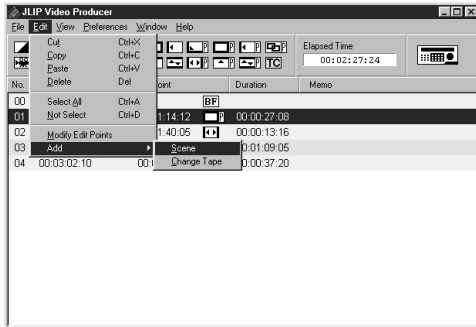 JLIP Video Producer
File Edit View Preferences Window Help
Cut Ctrl+X
Copy Ctrl+C
Paste Ctrl+V
Delete Del
Select All Ctrl+A
Not Select Ctrl+D
Modify Edit Points
Add
Scene
Change Tape
P P P P
P P P P TC
Elapsed Time
00:02:27:24
No. oint Duration Memo
00 BF
01 1:14:12 P 00:00:27:08
02 1:40:05 00:00:13:16
03 0:01:09:05
04 00:03:02:10 00: 0:00:37:20